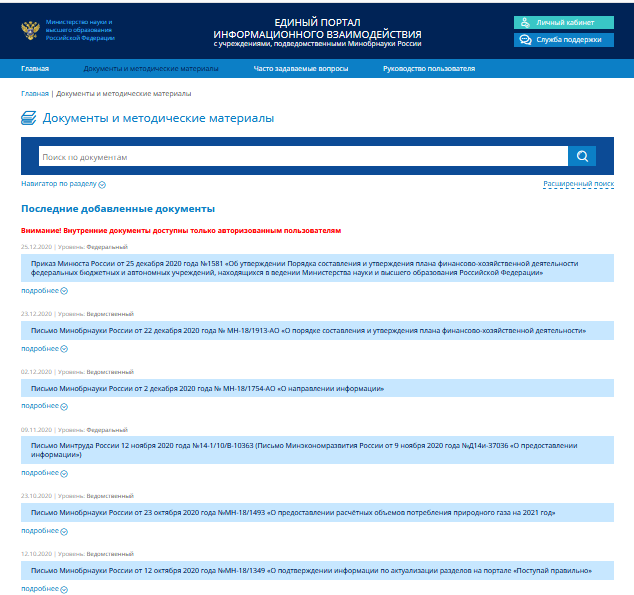 Министерство науки и
высшего образования
Российской Федерации
ЕДИНЫЙ ПОРТАЛ
ИНФОРМАЦИОННОГО ВЗАИМОДЕЙСТВИЯ
с учреждениями, подведомственными Минобрнауки России
Личный кабинет
Служба поддержки
Главная
Документы и методические материалы
Часто задаваемые вопросы
Руководство пользователя
Главная | Документы и методические материалы
Документы и методические материалы
Поиск по документам
Навигатор по разделу
Расширенный поиск
Последние добавленные документы
Внимание! Внутренние документы доступны только авторизованным пользователям
25.12.2020 | Уровень: Федеральный
Приказ Минюста России от 25 декабря 2020 года №1581 «Об утверждении Порядка составления и утверждения плана финансово-хозяйственной деятельности
федеральных бюджетных и автономных учреждений, находящихся в ведении Министерства науки и высшего образования Российской Федерации»
подробнее
23.12.2020 | Уровень: Ведомственный
Письмо Минобрнауки России от 22 декабря 2020 года № МН-18/1913-АО «О порядке составления и утверждения плана финансово-хозяйственной деятельности»
подробнее
02.12.2020 | Уровень: Ведомственный
Письмо Минобрнауки России от 2 декабря 2020 года № МН-18/1754-АО «О направлении информации»
подробнее
09.11.2020 | Уровень: Федеральный
Письмо Минтруда России 12 ноября 2020 года №14-1/10/В-10363 (Письмо Минэкономразвития России от 9 ноября 2020 года №Д14и-37036 «О предоставлении
информации»)
подробнее
23.10.2020 | Уровень: Ведомственный
Письмо Минобрнауки России от 23 октября 2020 года №МН-18/1493 «О предоставлении расчётных объемов потребления природного газа на 2021 год»
подробнее
12.10.2020 | Уровень: Ведомственный
Письмо Минобрнауки России от 12 октября 2020 года №МН-18/1349 «О подтверждении информации по актуализации разделов на портале «Поступай правильно»
подробнее